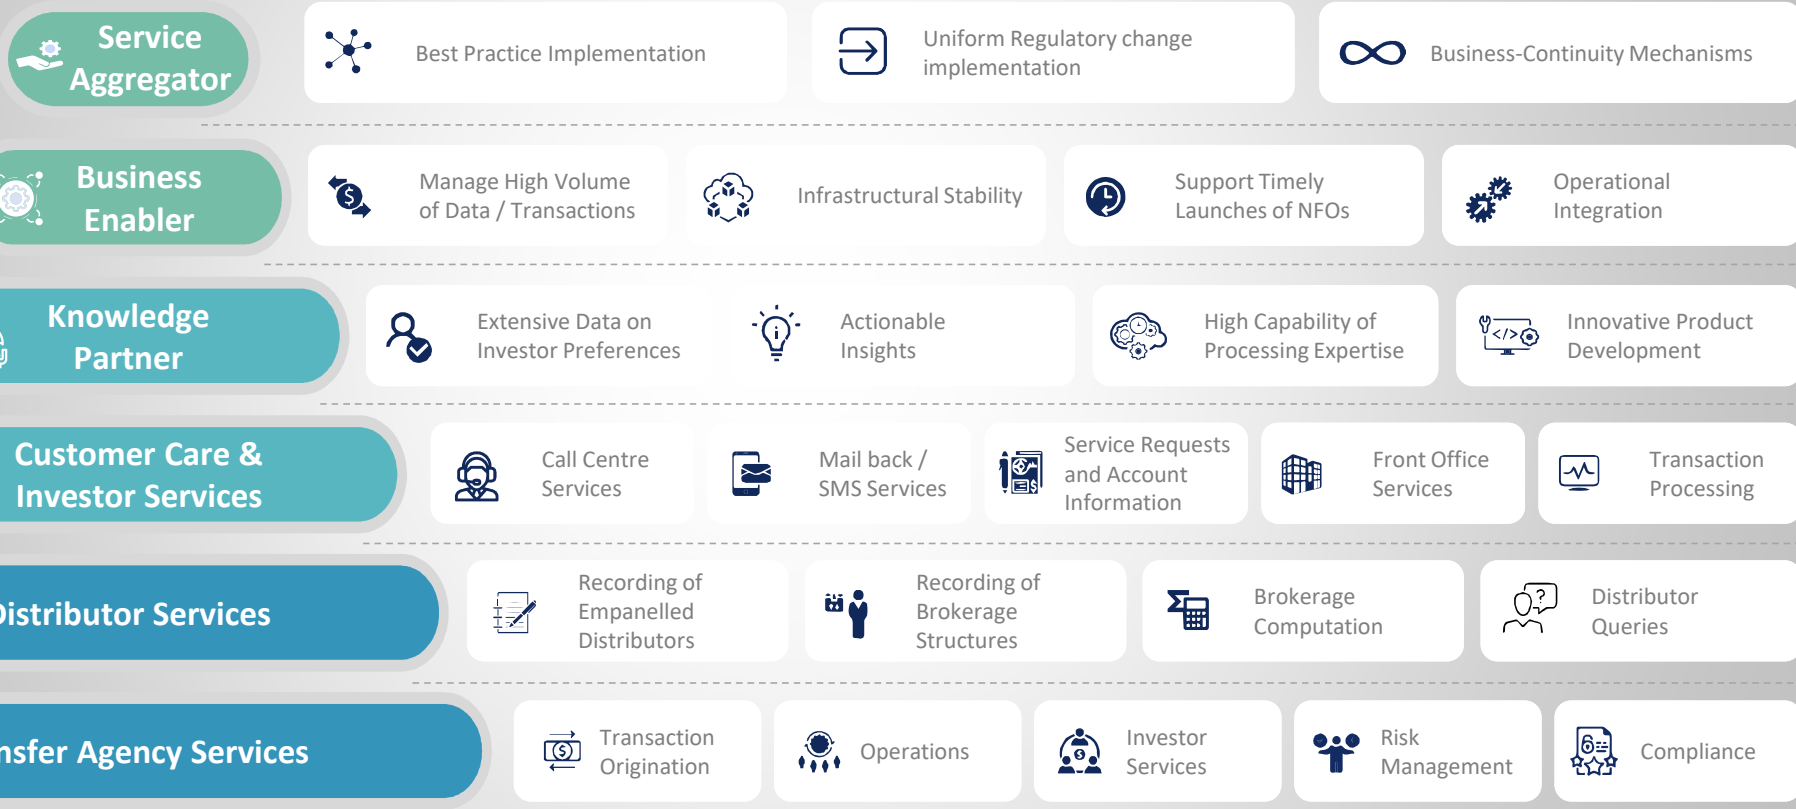 Service
Aggregator
Best Practice Implementation
Uniform Regulatory change
implementation
Business-Continuity Mechanisms
Business
Enabler
Manage High Volume
of Data / Transactions
Infrastructural Stability
Support Timely
Launches of NFOs
Operational
Integration
Knowledge
Partner
Extensive Data on
Investor Preferences
Actionable
Insights
High Capability of
Processing Expertise
Innovative Product
Development
Customer Care &
Investor Services
Call Centre
Services
Mail back /
SMS Services
Service Requests
and Account
Information
Front Office
Services
Transaction
Processing
Distributor Services
Recording of
Empanelled
Distributors
Recording of
Brokerage
Structures
Brokerage
Computation
Distributor
Queries
nsfer Agency Services
Transaction
Origination
Operations
Investor
Services
Risk
Management
Compliance